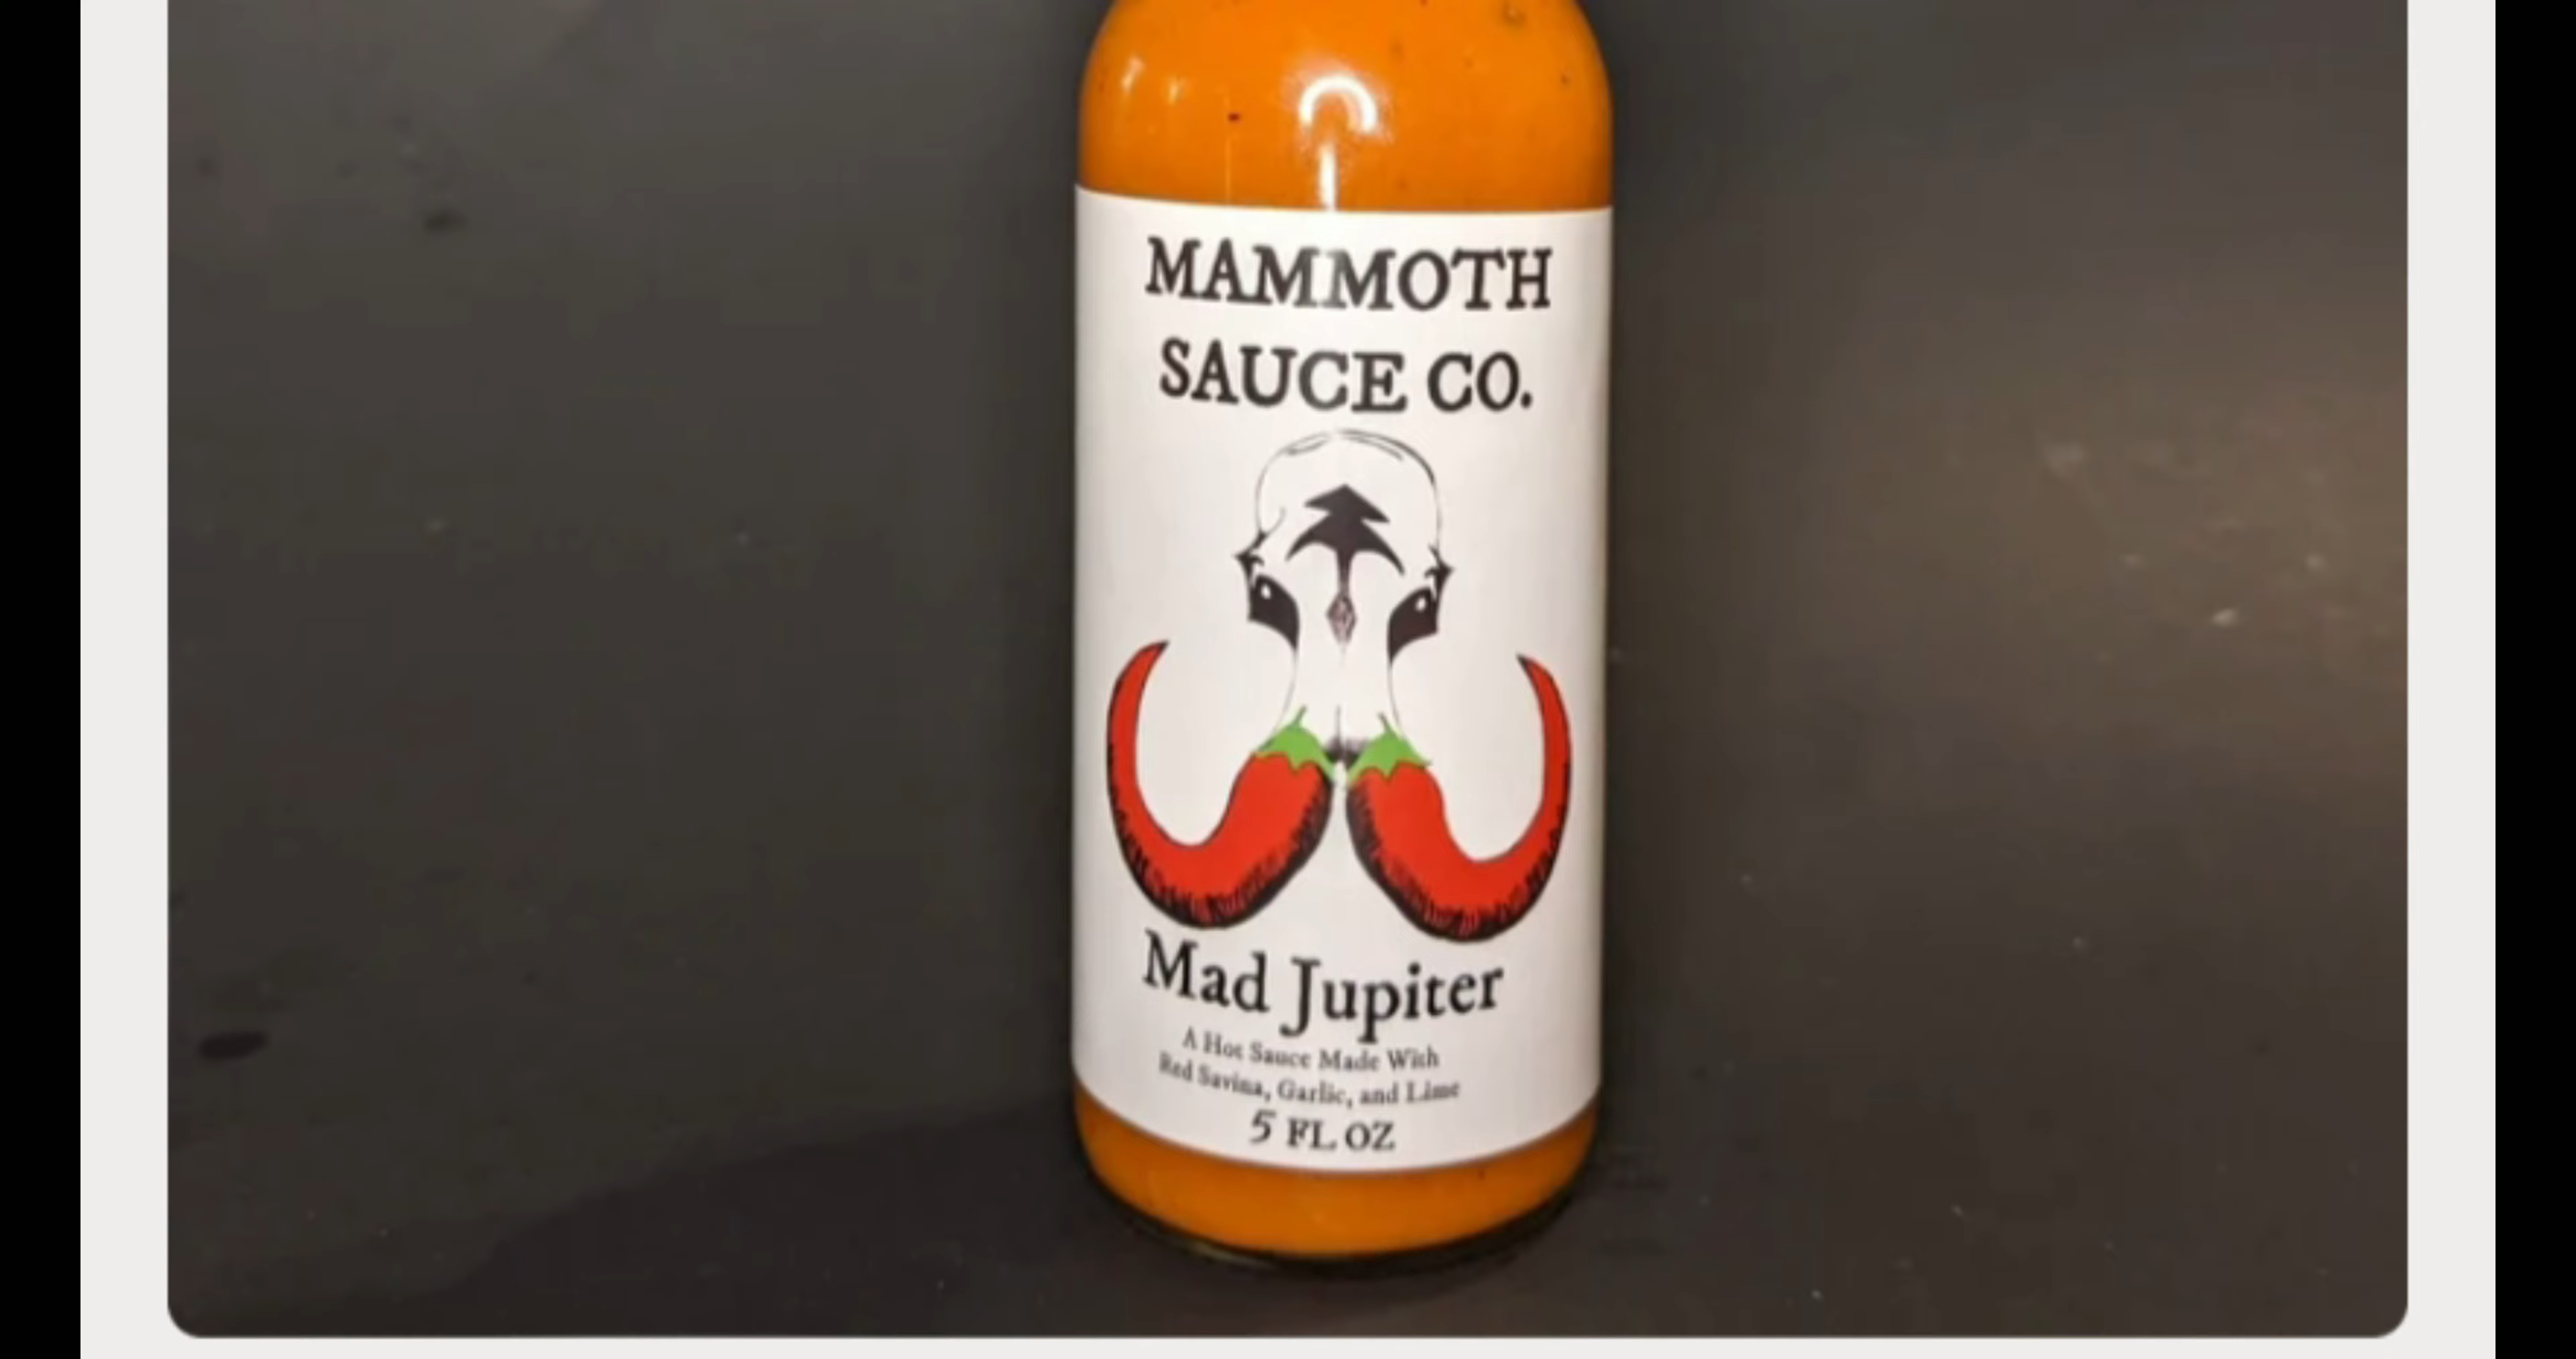 MAMMOTH
SAUCE CO.
Mad Jupiter
A Hot Sauce Made With
Red Savina, Garlic, and Lime
5 FL OZ